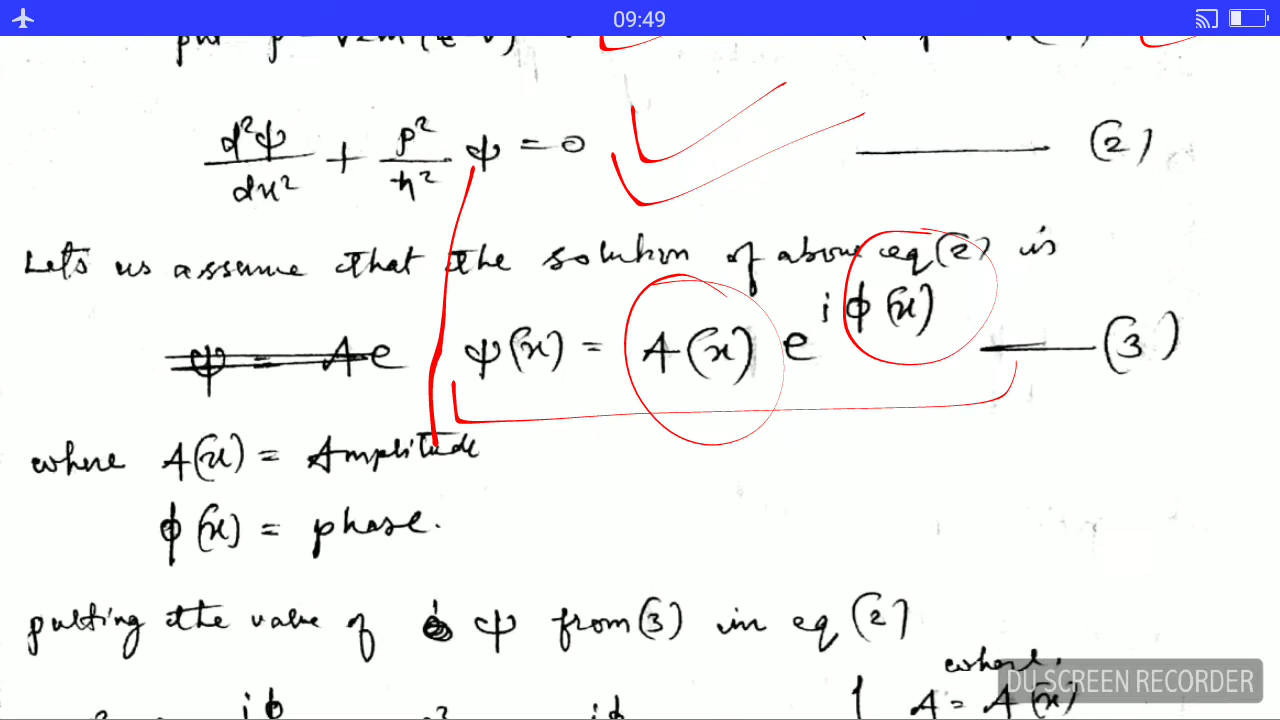 09:49
put p = √2m(E-V)
d²ψ/dx² + p²/ħ² ψ = 0 ——— (2)
Lets us assume that the solution of above eq(2) is
ψ = Ae ψ(x) = A(x) e^{iϕ(x)} —— (3)
where A(x) = Amplitude
ϕ(x) = phase.
putting the value of ψ from (3) in eq (2)
where,
A = A(x)
DU SCREEN RECORDER